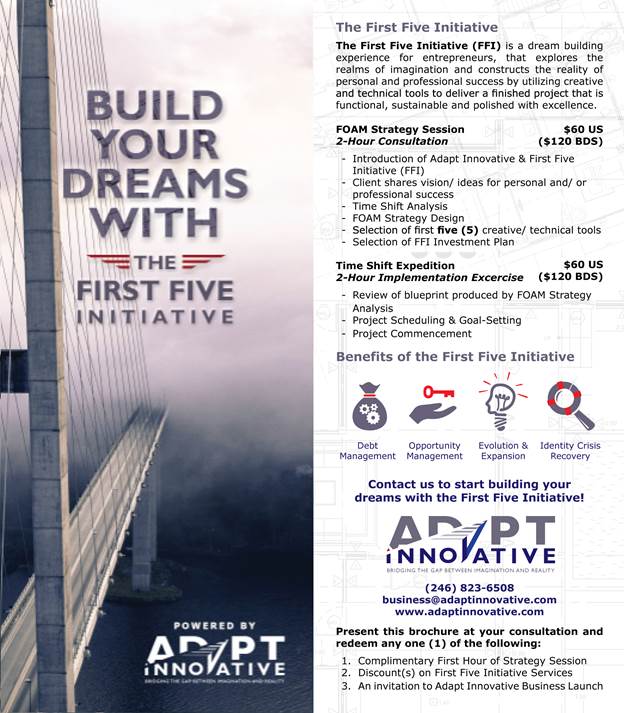 BUILD
YOUR
DREAMS
WITH
THE
FIRST FIVE
INITIATIVE
POWERED BY
ADAPT
INNOVATIVE
BRIDGING THE GAP BETWEEN IMAGINATION AND REALITY
The First Five Initiative
The First Five Initiative (FFI) is a dream building
experience for entrepreneurs, that explores the
realms of imagination and constructs the reality of
personal and professional success by utilizing creative
and technical tools to deliver a finished project that is
functional, sustainable and polished with excellence.
FOAM Strategy Session $60 US
2-Hour Consultation ($120 BDS)
- Introduction of Adapt Innovative & First Five
Initiative (FFI)
- Client shares vision/ ideas for personal and/ or
professional success
- Time Shift Analysis
- FOAM Strategy Design
- Selection of first five (5) creative/ technical tools
- Selection of FFI Investment Plan
Time Shift Expedition $60 US
2-Hour Implementation Excercise ($120 BDS)
- Review of blueprint produced by FOAM Strategy
Analysis
- Project Scheduling & Goal-Setting
- Project Commencement
Benefits of the First Five Initiative
Debt
Management
Opportunity
Management
Evolution &
Expansion
Identity Crisis
Recovery
Contact us to start building your
dreams with the First Five Initiative!
ADAPT
INNOVATIVE
BRIDGING THE GAP BETWEEN IMAGINATION AND REALITY
(246) 823-6508
business@adaptinnovative.com
www.adaptinnovative.com
Present this brochure at your consultation and
redeem any one (1) of the following:
1. Complimentary First Hour of Strategy Session
2. Discount(s) on First Five Initiative Services
3. An invitation to Adapt Innovative Business Launch